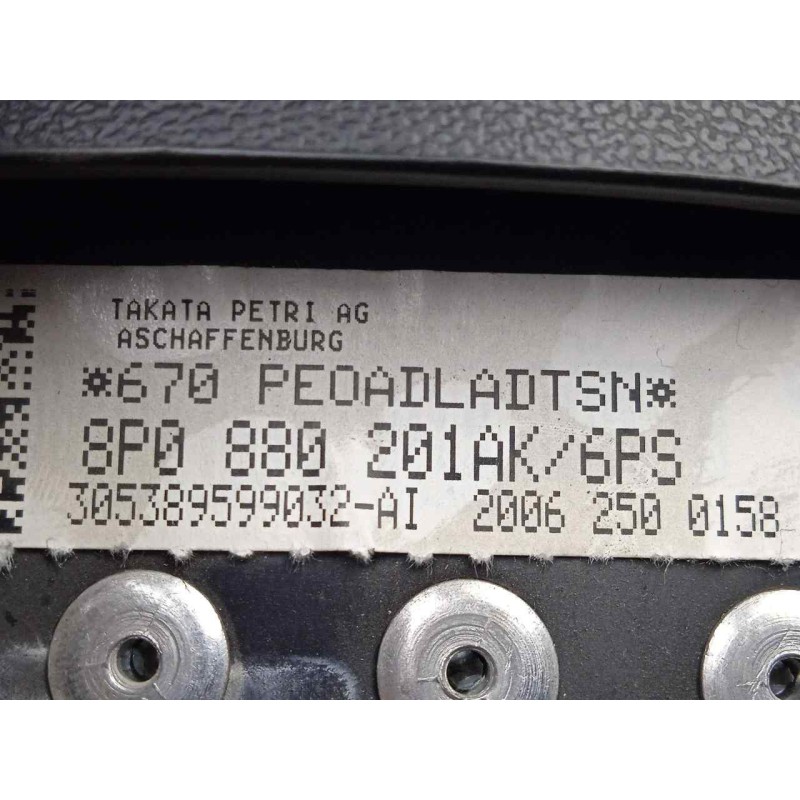 TAKATA PETRI AG
ASCHAFFENBURG
*670 PEOADLADTSN*
8P0 880 201AK/6PS
305389599032-AI 2006 250 0158